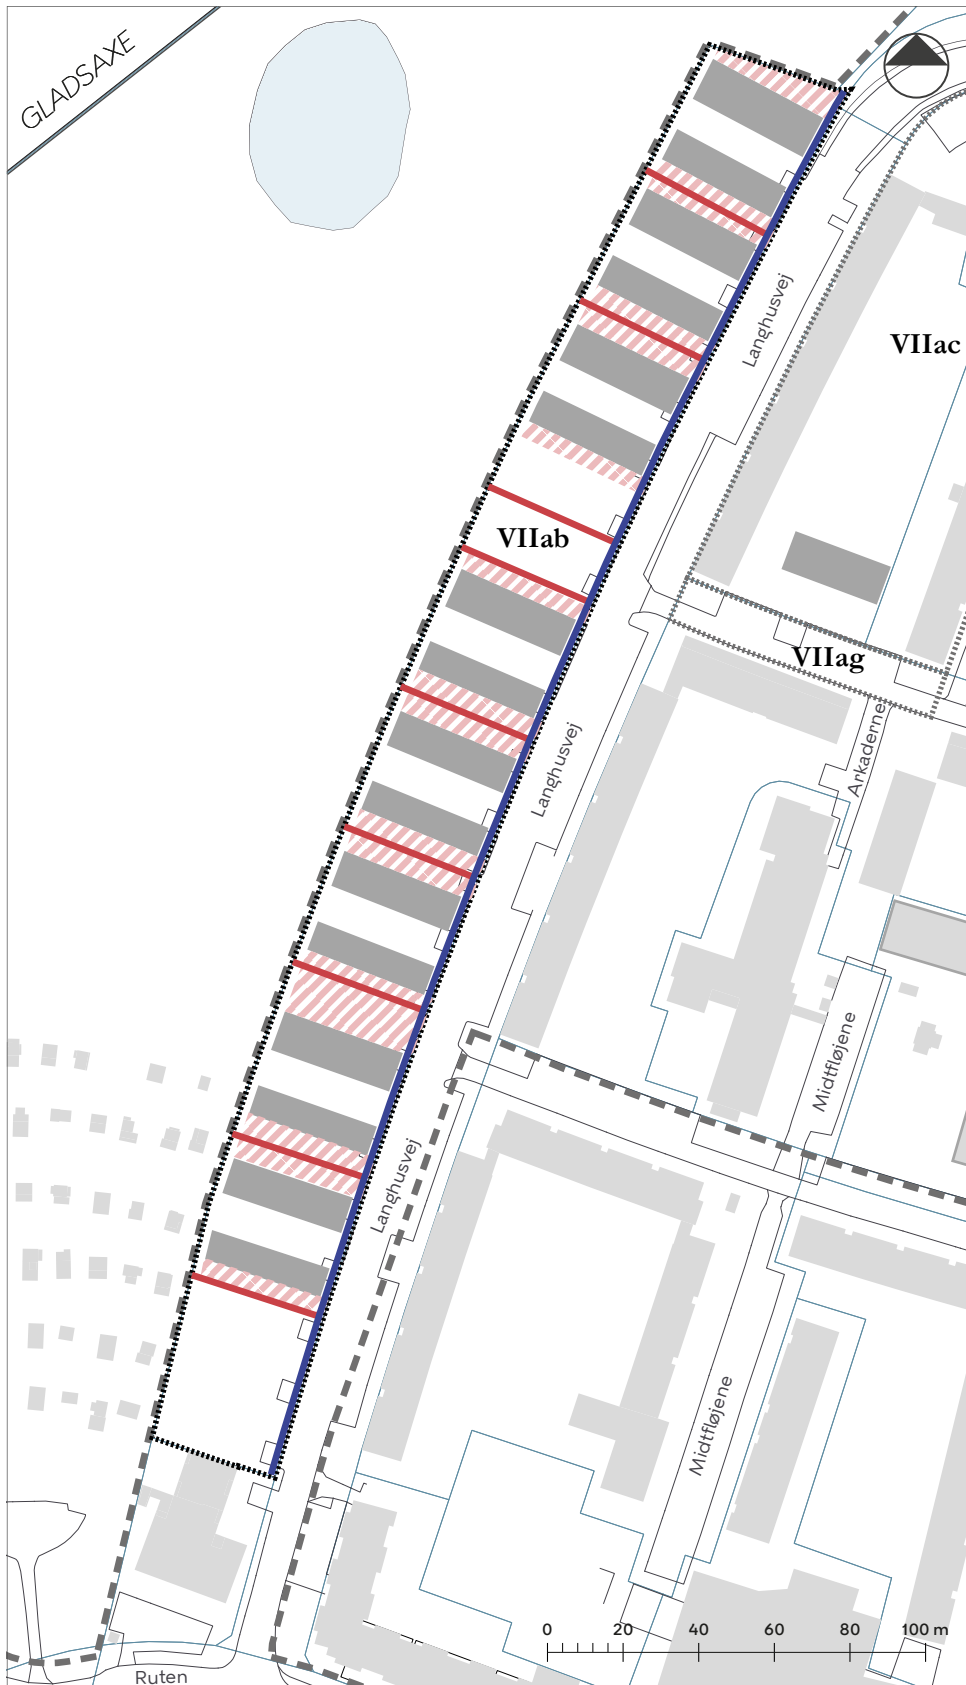 GLADSAXE
Langhusvej
VIIac
VIIab
VIIag
Langhusvej
Arkaderne
Midtfløjene
Langhusvej
Midtfløjene
0 20 40 60 80 100 m
Ruten